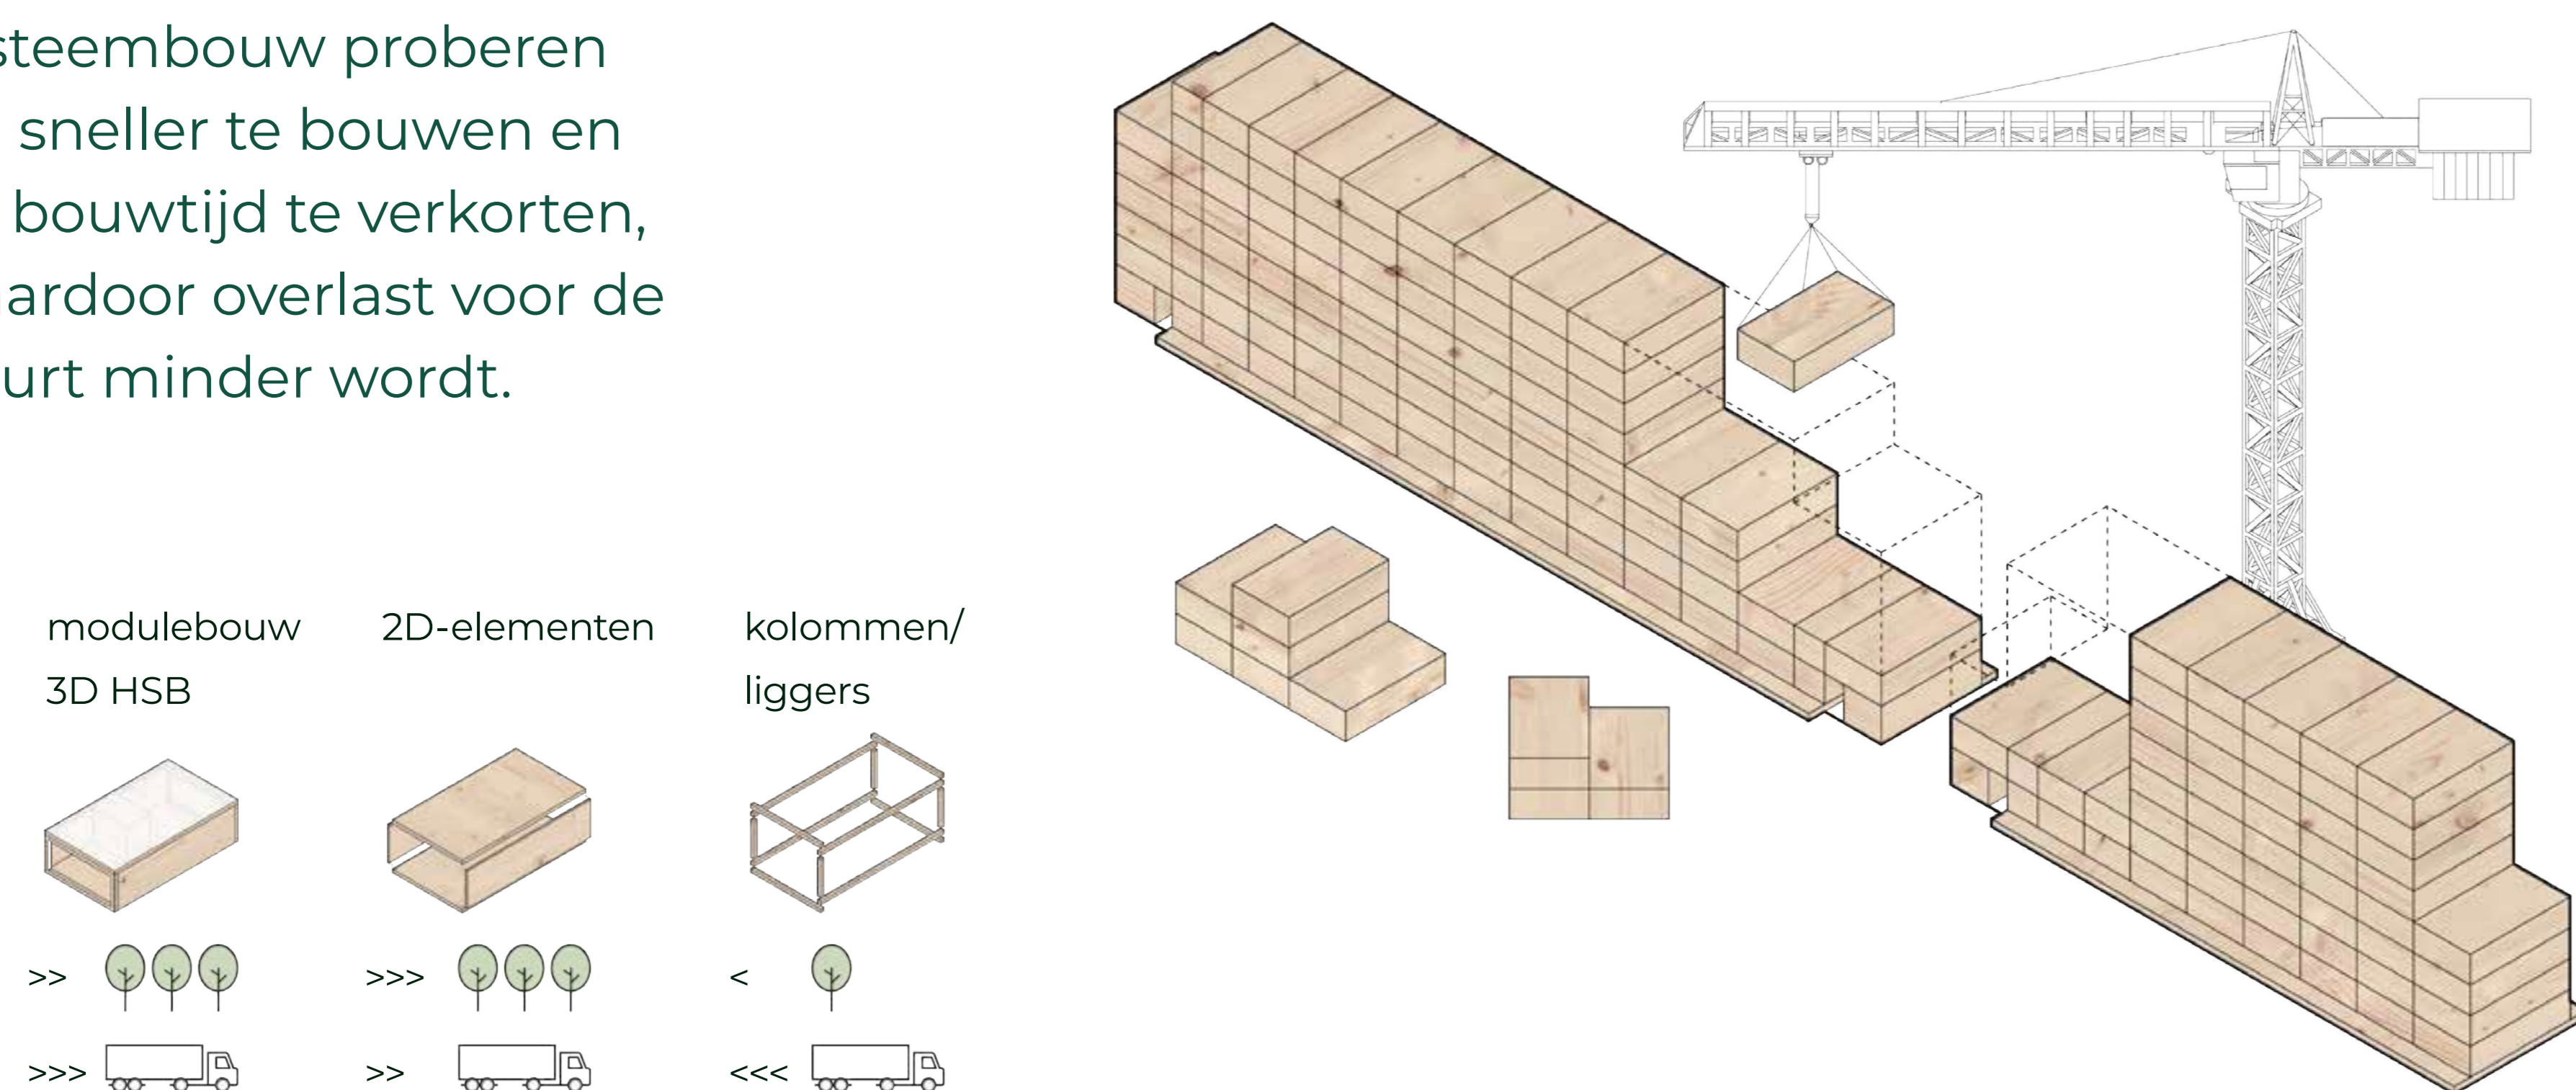 steembouw proberen
sneller te bouwen en
bouwtijd te verkorten,
ardoor overlast voor de
urt minder wordt.
modulebouw
3D HSB
2D-elementen
kolommen/
liggers
>> >>> <
>>> >> <<<